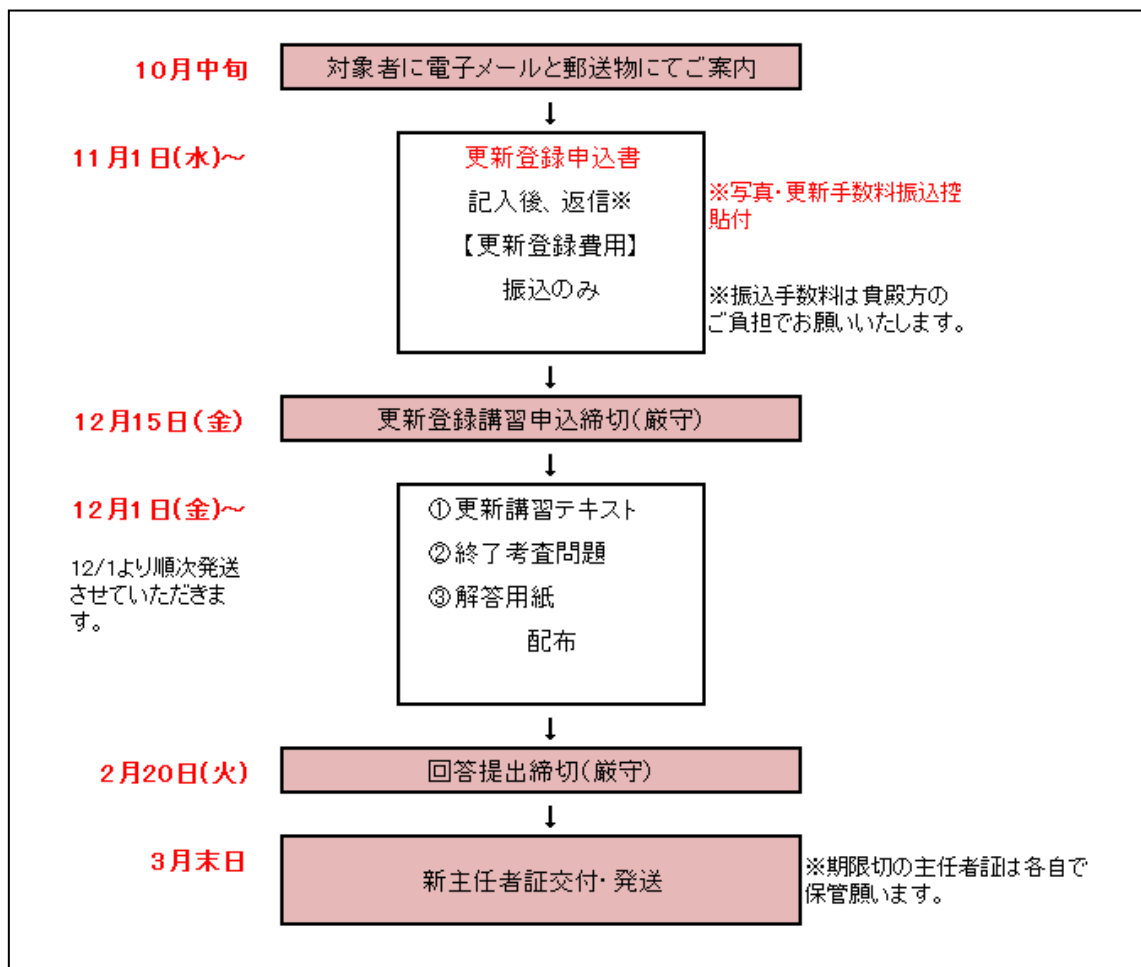 10月中旬
対象者に電子メールと郵送物にてご案内
↓
11月1日(水)～
更新登録申込書
記入後、返信※
【更新登録費用】
振込のみ
※写真・更新手数料振込控
貼付
※振込手数料は貴殿方の
ご負担でお願いいたします。
↓
12月15日(金)
更新登録講習申込締切(厳守)
↓
12月1日(金)～
12/1より順次発送
させていただきま
す。
①更新講習テキスト
②終了考査問題
③解答用紙
配布
↓
2月20日(火)
回答提出締切(厳守)
↓
3月末日
新主任者証交付・発送
※期限切の主任者証は各自で
保管願います。